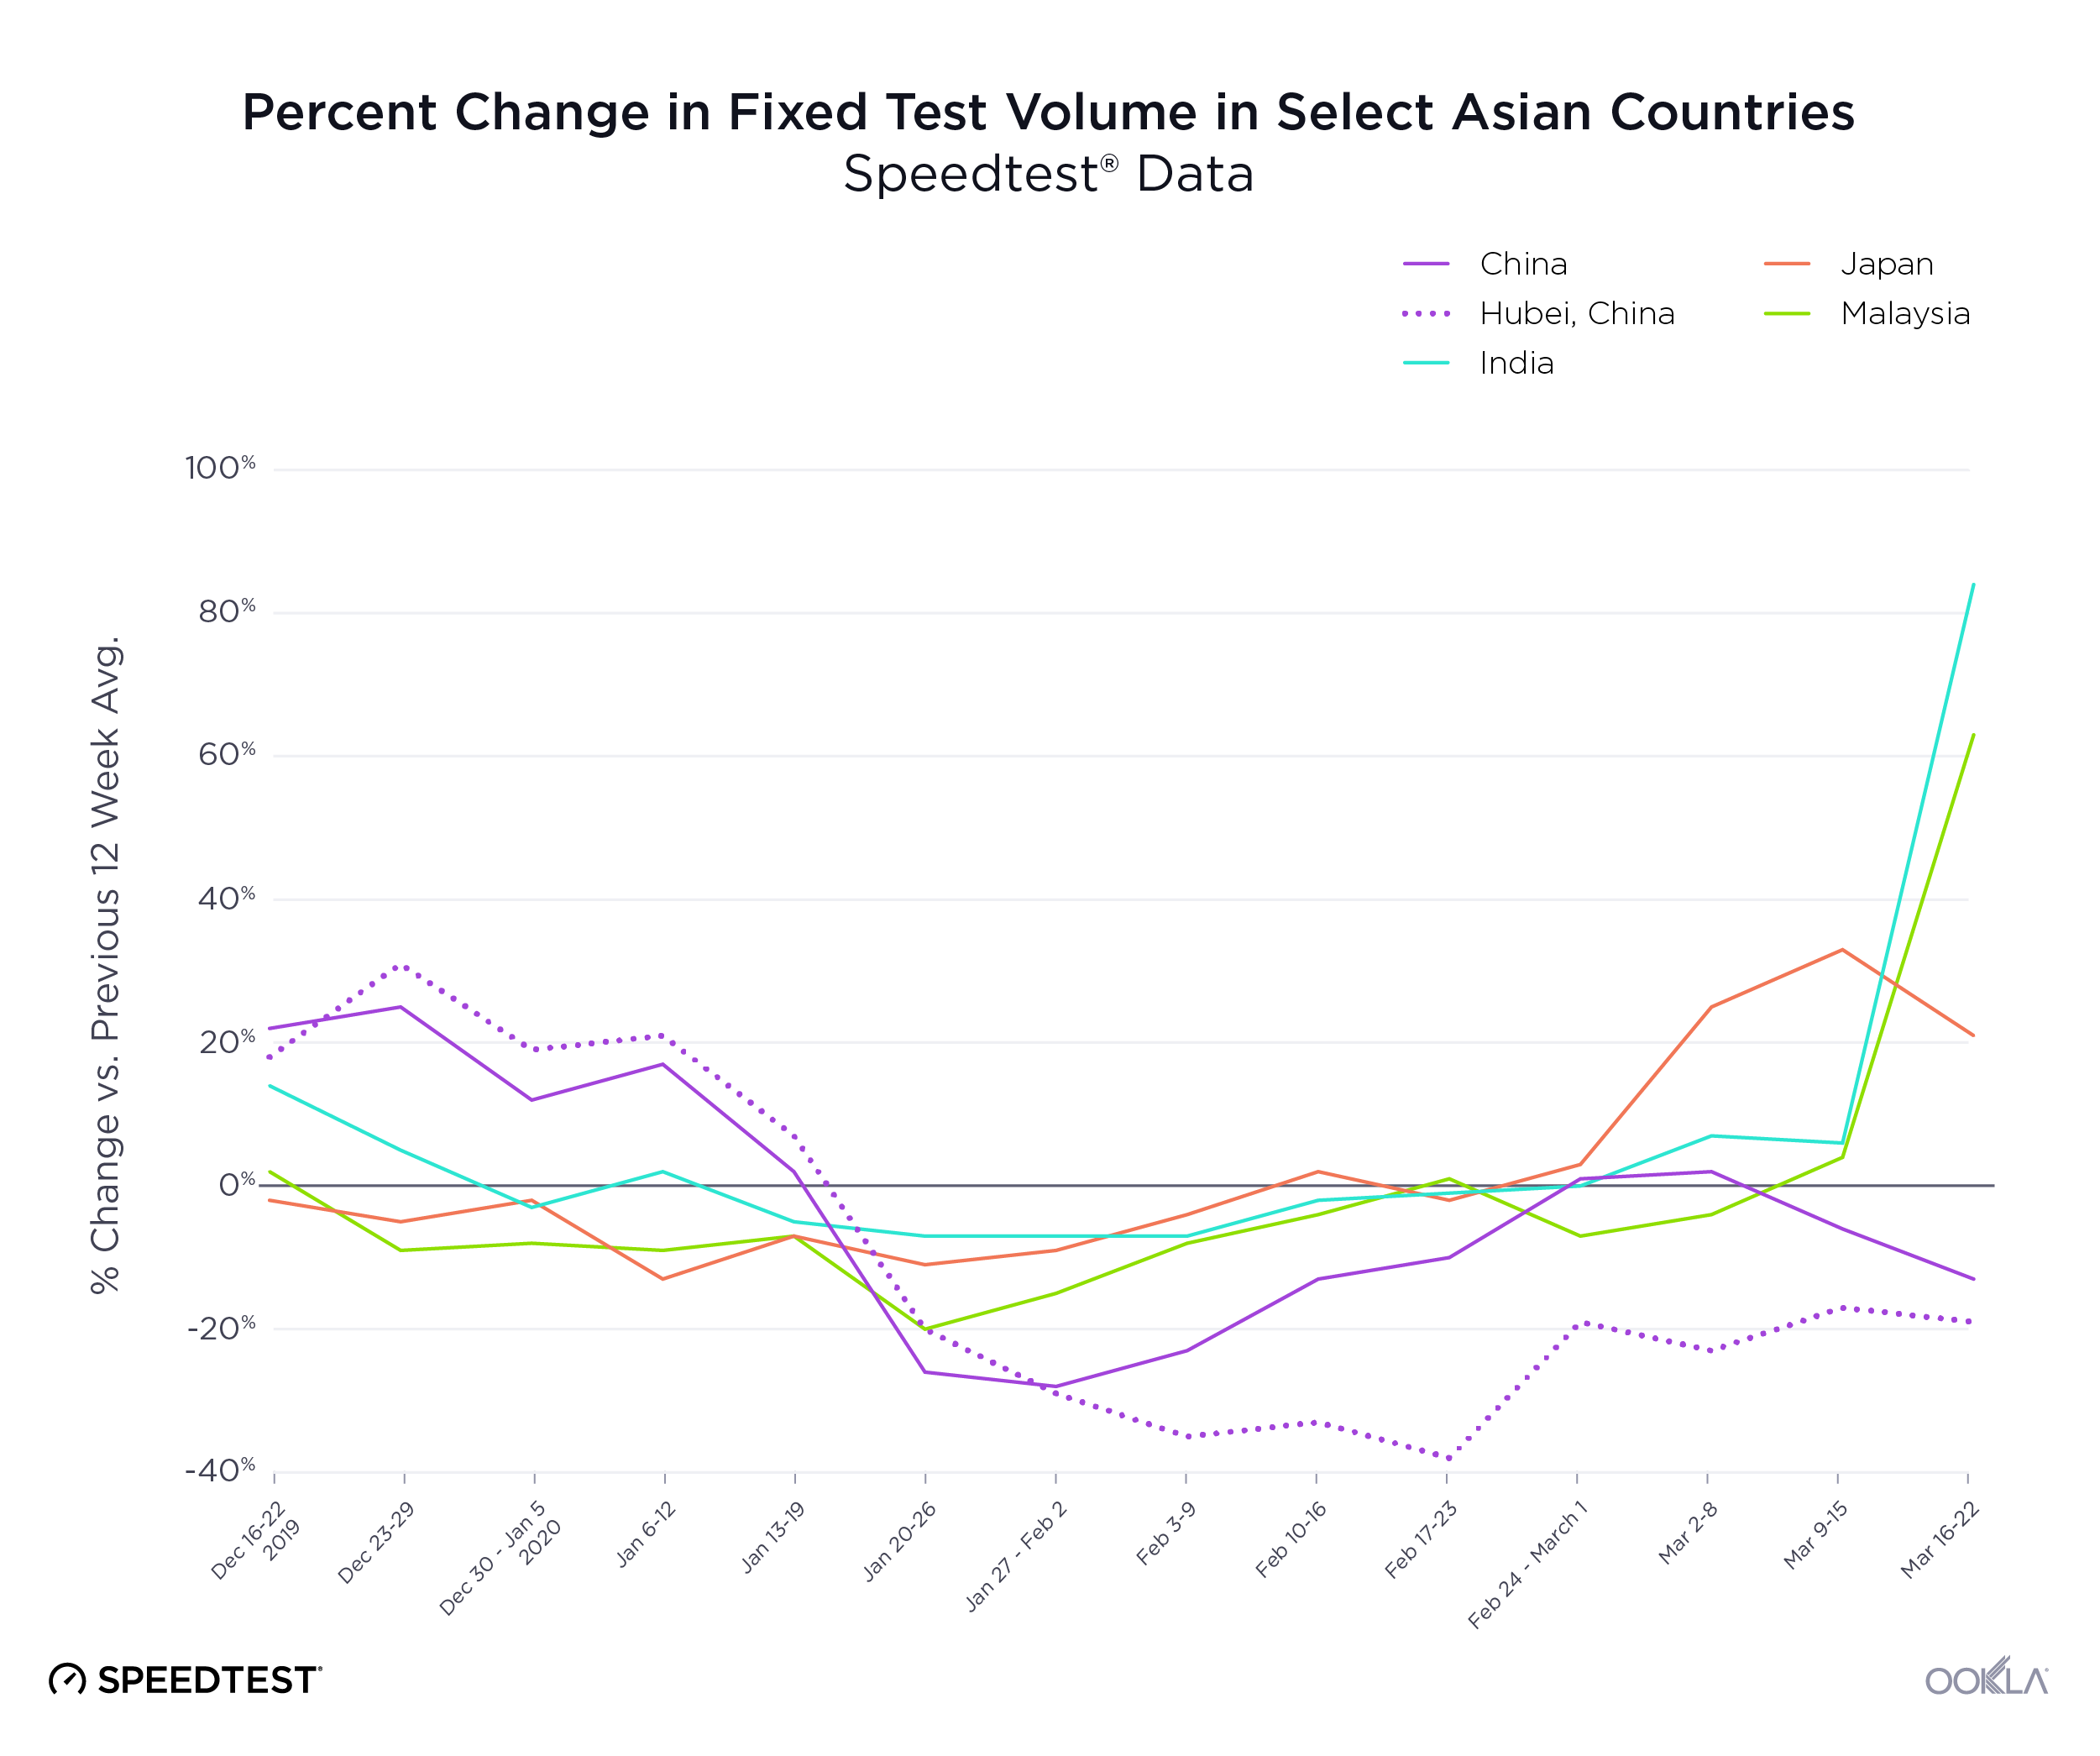 Percent Change in Fixed Test Volume in Select Asian Countries
Speedtest® Data
China
Japan
Hubei, China
Malaysia
India
% Change vs. Previous 12 Week Avg.
100%
80%
60%
40%
20%
0%
-20%
-40%
Dec 16-22
2019
Dec 23-29
Dec 30 - Jan 5
2020
Jan 6-12
Jan 13-19
Jan 20-26
Jan 27 - Feb 2
Feb 3-9
Feb 10-16
Feb 17-23
Feb 24 - March 1
Mar 2-8
Mar 9-15
Mar 16-22
SPEEDTEST®
OOKLA®